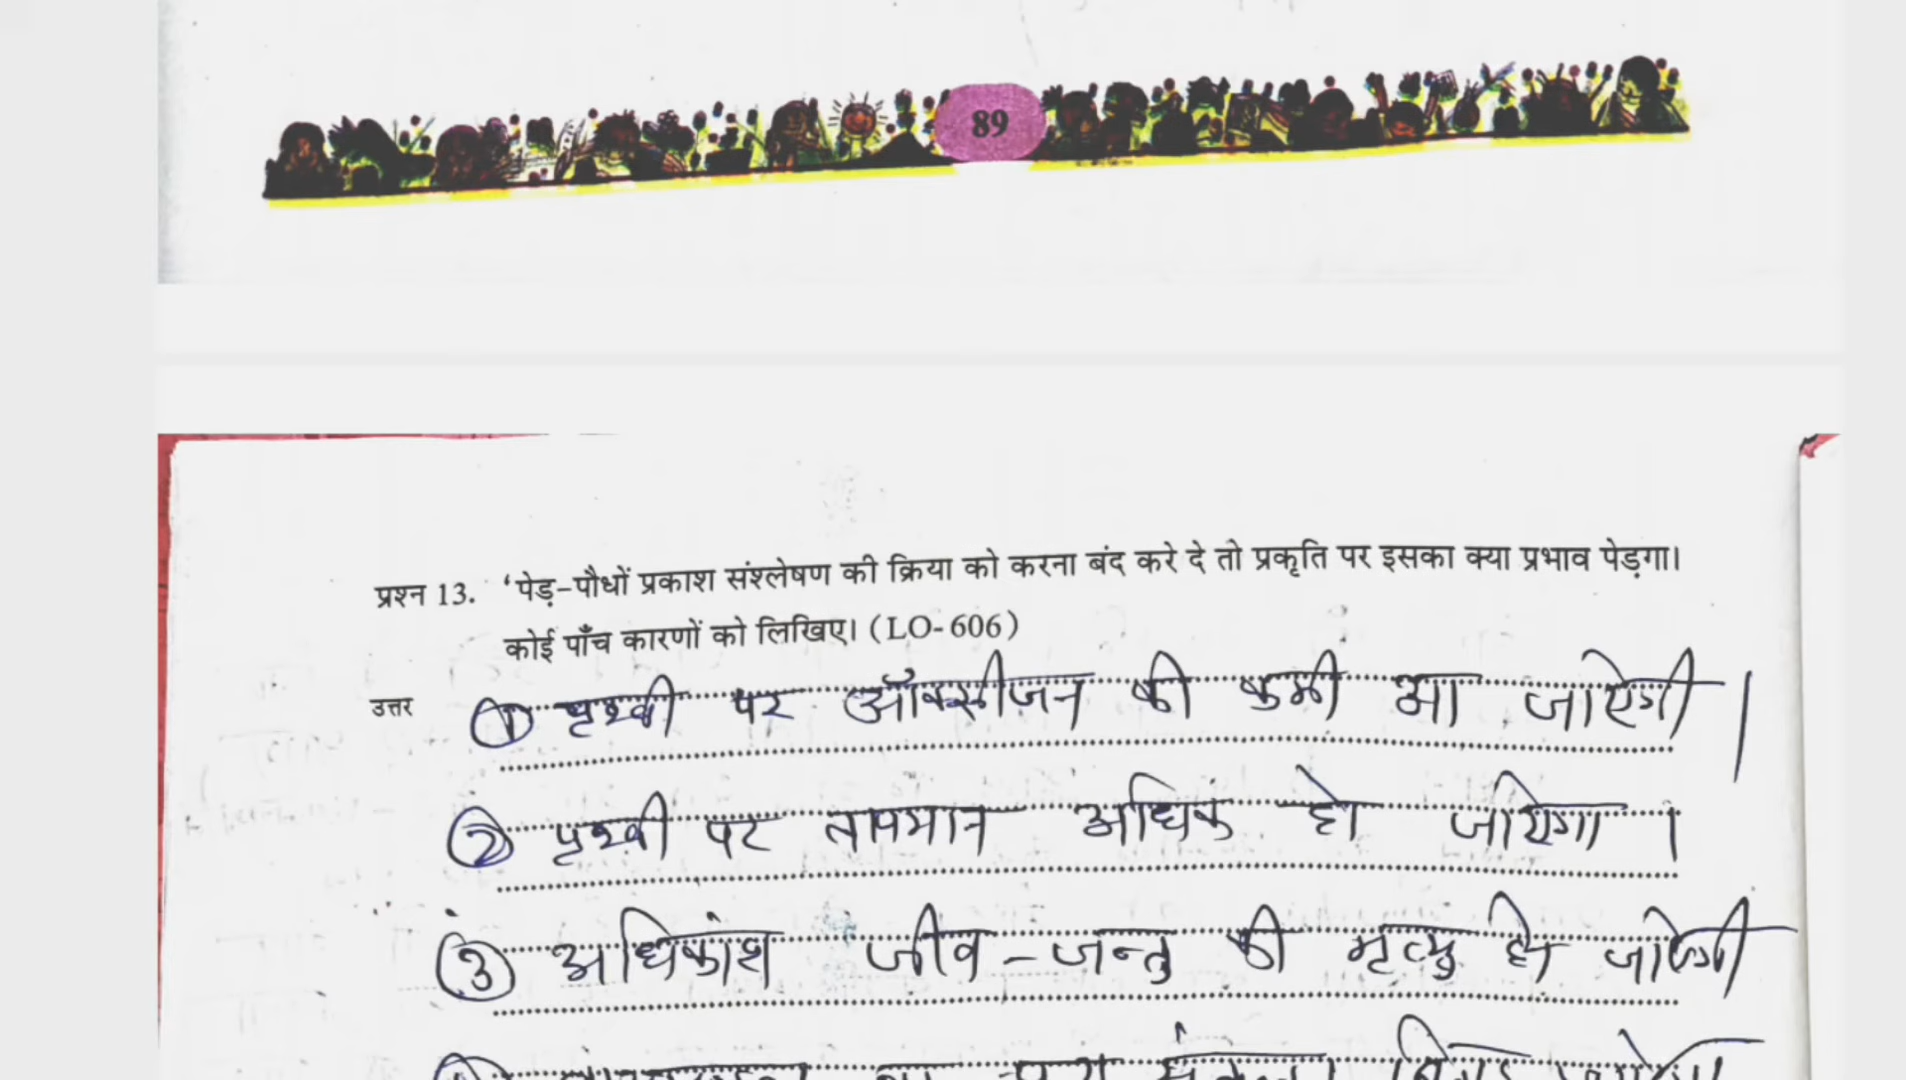 89
प्रश्न 13. 'पेड़-पौधों प्रकाश संश्लेषण की क्रिया को करना बंद करे दे तो प्रकृति पर इसका क्या प्रभाव पेड़गा।
कोई पाँच कारणों को लिखिए। (LO-606)
उत्तर ① पृथ्वी पर ऑक्सीजन की कमी आ जाऐगी |
② पृथ्वी पर तापमान अधिक हो जायेगा |
③ अधिकांश जीव-जन्तु की मृत्यु हो जायेगी